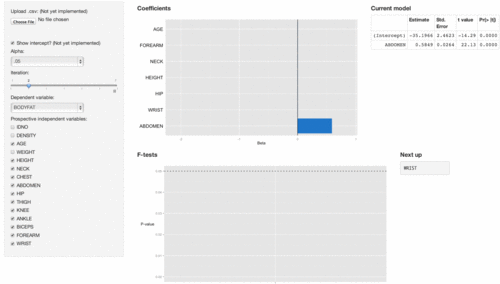 Upload .csv: (Not yet implemented)
Choose File No file chosen
Show intercept? (Not yet implemented)
Alpha:
.05
Iteration:
Dependent variable:
BODYFAT
Prospective independent variables:
IDNO
DENSITY
AGE
WEIGHT
HEIGHT
NECK
CHEST
ABDOMEN
HIP
THIGH
KNEE
ANKLE
BICEPS
FOREARM
WRIST
Coefficients
AGE
FOREARM
NECK
HEIGHT
HIP
WRIST
ABDOMEN
Beta
F-tests
P-value
Current model
Estimate Std. Error t value Pr(> |t|)
(Intercept) -35.1966 2.4623 -14.29 0.0000
ABDOMEN 0.5849 0.0264 22.13 0.0000
Next up
WRIST